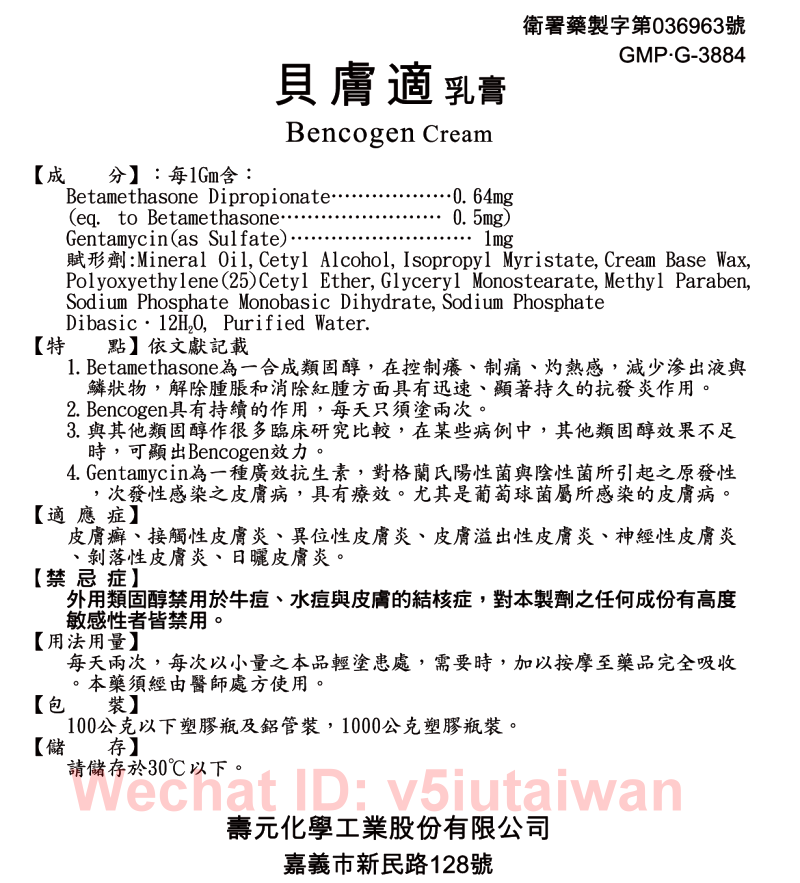 衛署藥製字第036963號
GMP·G-3884
貝膚適乳膏
Bencogen Cream
【成　　分】：每1Gm含：
Betamethasone Dipropionate………………0.64mg
(eq. to Betamethasone…………………… 0.5mg)
Gentamycin(as Sulfate)……………………… 1mg
賦形劑:Mineral Oil,Cetyl Alcohol,Isopropyl Myristate,Cream Base Wax,
Polyoxyethylene(25)Cetyl Ether,Glyceryl Monostearate,Methyl Paraben,
Sodium Phosphate Monobasic Dihydrate,Sodium Phosphate
Dibasic·12H₂O, Purified Water.
【特　　點】依文獻記載
1.Betamethasone為一合成類固醇，在控制癢、制痛、灼熱感，減少滲出液與
鱗狀物，解除腫脹和消除紅腫方面具有迅速、顯著持久的抗發炎作用。
2.Bencogen具有持續的作用，每天只須塗兩次。
3.與其他類固醇作很多臨床研究比較，在某些病例中，其他類固醇效果不足
時，可顯出Bencogen效力。
4.Gentamycin為一種廣效抗生素，對格蘭氏陽性菌與陰性菌所引起之原發性
，次發性感染之皮膚病，具有療效。尤其是葡萄球菌屬所感染的皮膚病。
【適 應 症】
皮膚癬、接觸性皮膚炎、異位性皮膚炎、皮膚溢出性皮膚炎、神經性皮膚炎
、剝落性皮膚炎、日曬皮膚炎。
【禁 忌 症】
外用類固醇禁用於牛痘、水痘與皮膚的結核症，對本製劑之任何成份有高度
敏感性者皆禁用。
【用法用量】
每天兩次，每次以小量之本品輕塗患處，需要時，加以按摩至藥品完全吸收
。本藥須經由醫師處方使用。
【包　　裝】
100公克以下塑膠瓶及鋁管裝，1000公克塑膠瓶裝。
【儲　　存】
請儲存於30℃以下。
Wechat ID: v5iutaiwan
壽元化學工業股份有限公司
嘉義市新民路128號